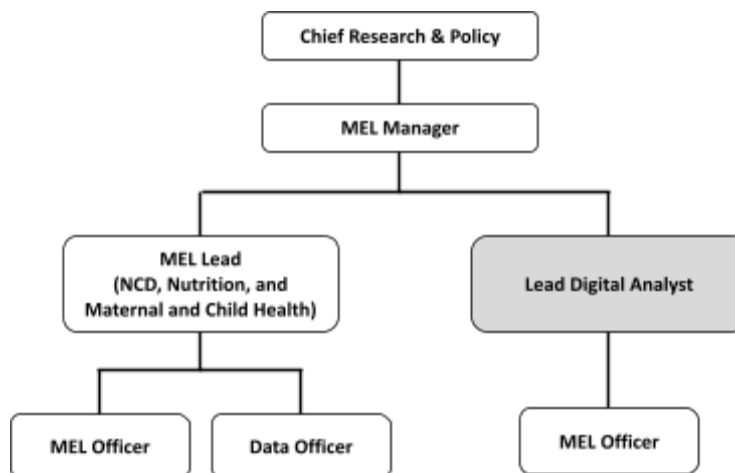 Chief Research & Policy
MEL Manager
MEL Lead
(NCD, Nutrition, and
Maternal and Child Health)
Lead Digital Analyst
MEL Officer
Data Officer
MEL Officer